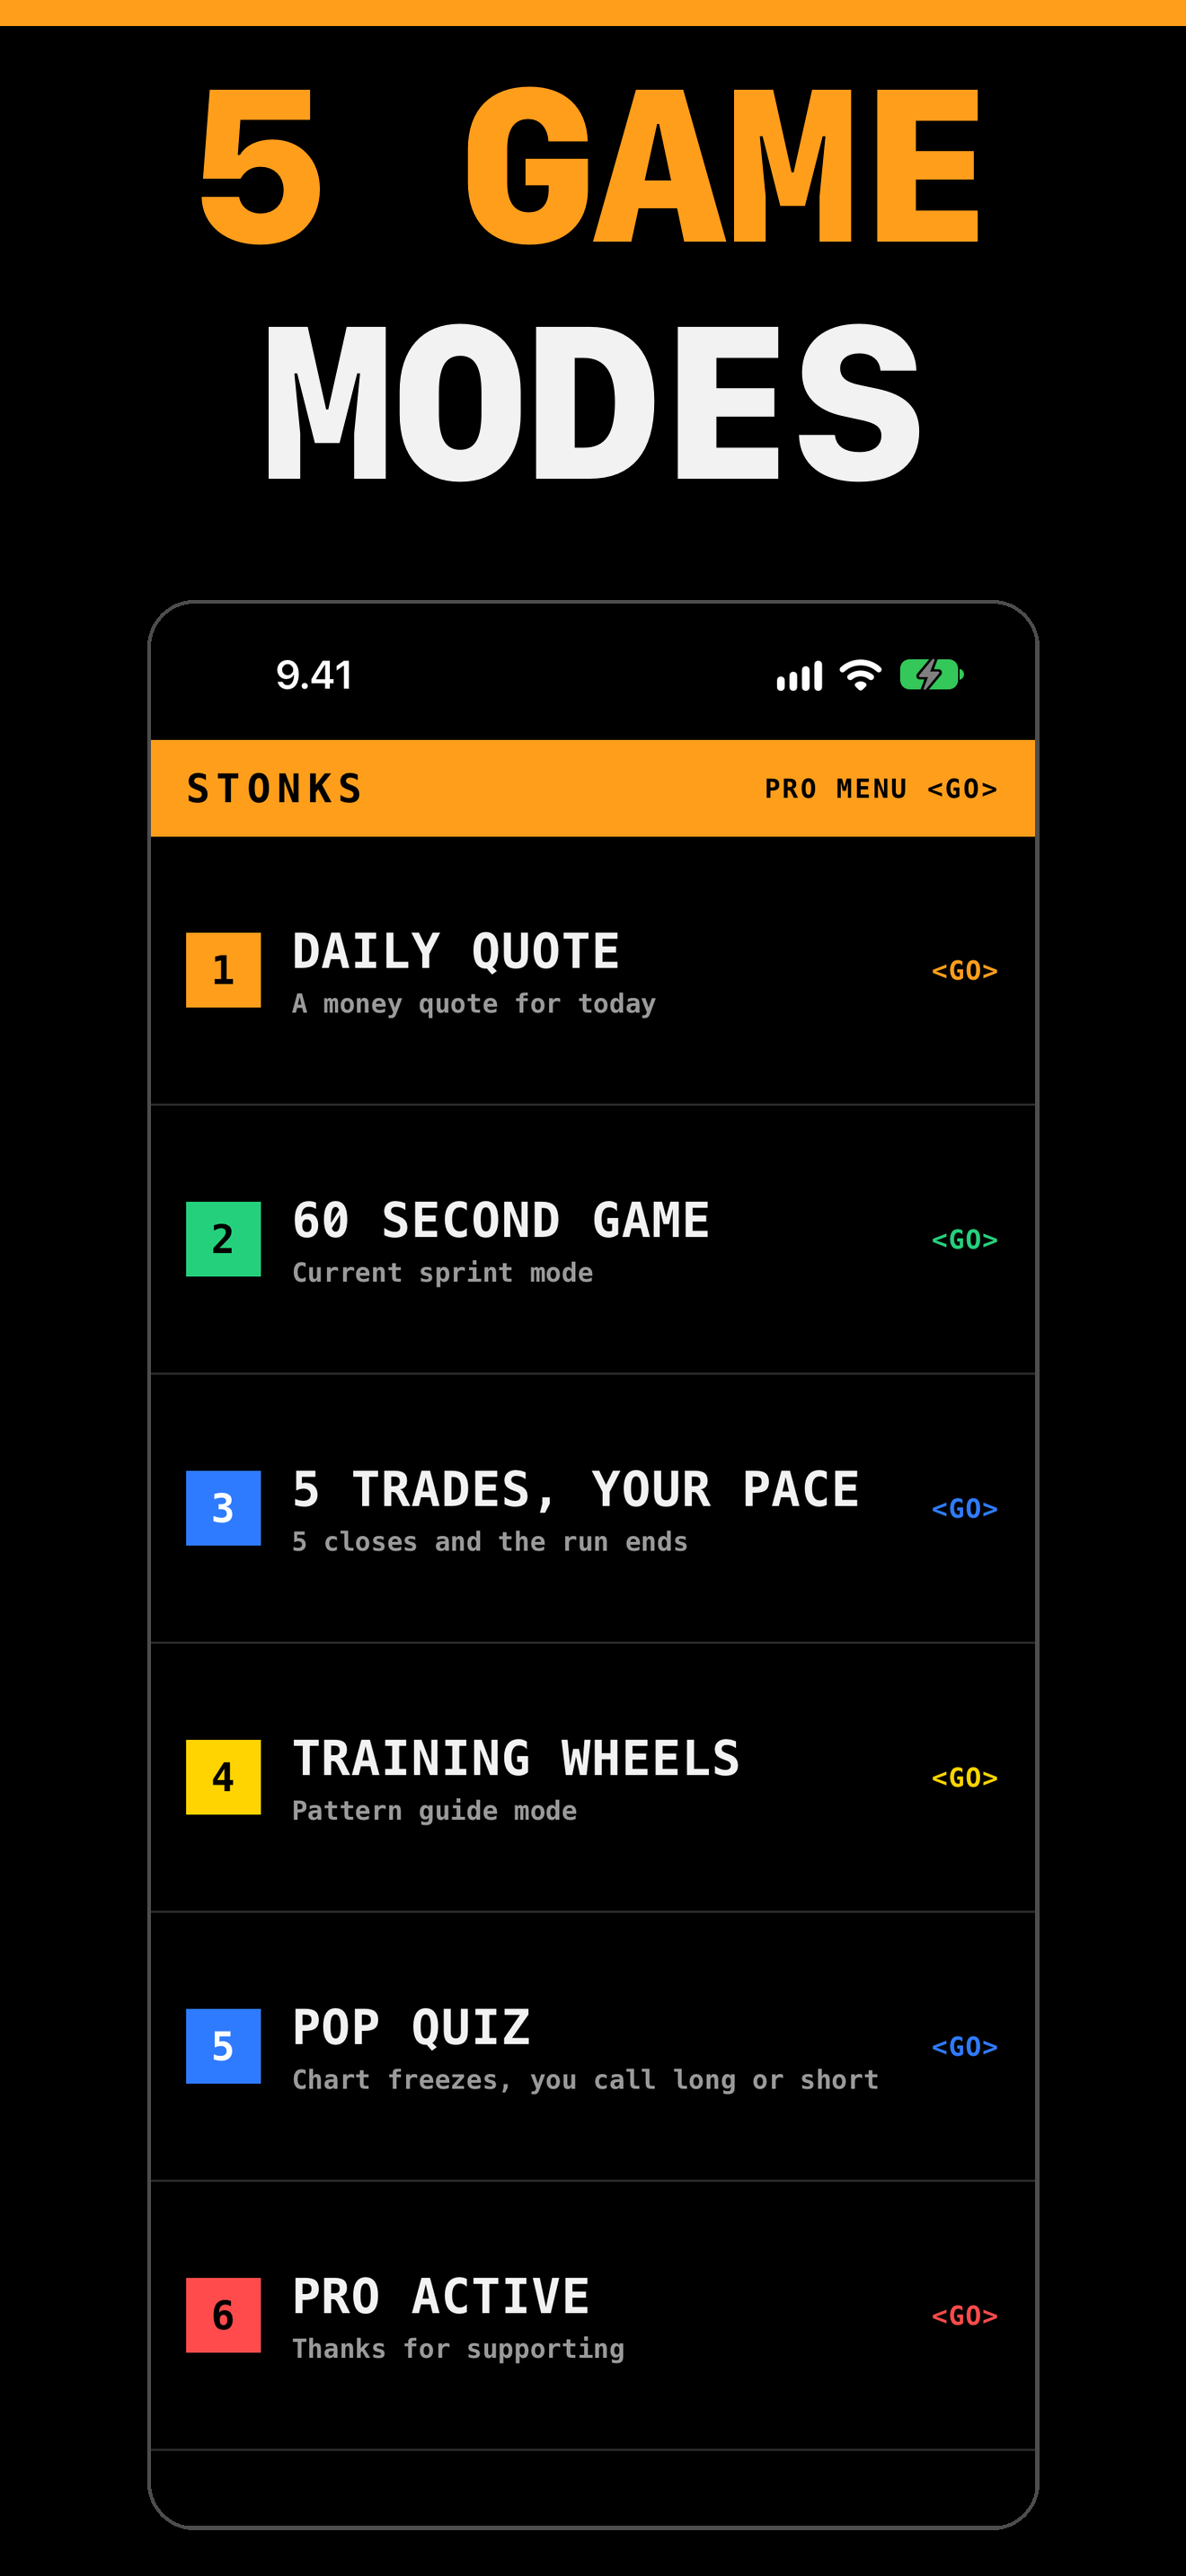 5 GAME
MODES
9.41
STONKS PRO MENU <GO>
1 DAILY QUOTE <GO>
A money quote for today
2 60 SECOND GAME <GO>
Current sprint mode
3 5 TRADES, YOUR PACE <GO>
5 closes and the run ends
4 TRAINING WHEELS <GO>
Pattern guide mode
5 POP QUIZ <GO>
Chart freezes, you call long or short
6 PRO ACTIVE <GO>
Thanks for supporting